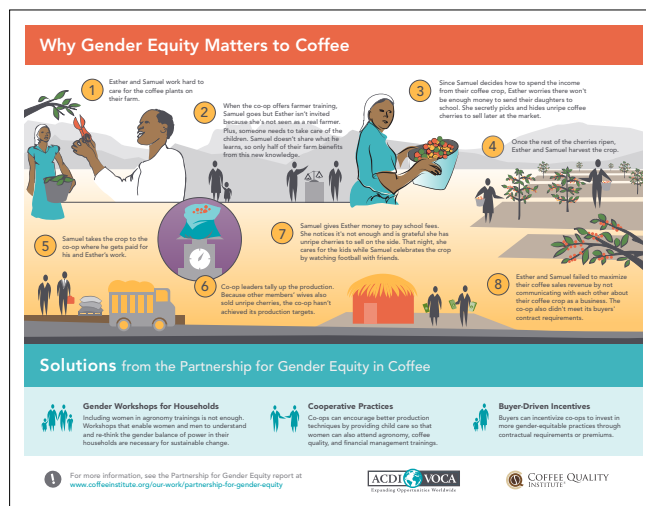 Why Gender Equity Matters to Coffee
1
Esther and Samuel work hard to
care for the coffee plants on
their farm.
2
When the co-op offers farmer training,
Samuel goes but Esther isn't invited
because she's not seen as a real farmer.
Plus, someone needs to take care of the
children. Samuel doesn't share what he
learns, so only half of their farm benefits
from this new knowledge.
3
Since Samuel decides how to spend the income
from their coffee crop, Esther worries there won't
be enough money to send their daughters to
school. She secretly picks and hides unripe coffee
cherries to sell later at the market.
4
Once the rest of the cherries ripen,
Esther and Samuel harvest the crop.
5
Samuel takes the crop to the
co-op where he gets paid for
his and Esther's work.
6
Co-op leaders tally up the production.
Because other members' wives also
sold unripe cherries, the co-op hasn't
achieved its production targets.
7
Samuel gives Esther money to pay school fees.
She notices it's not enough and is grateful she has
unripe cherries to sell on the side. That night, she
cares for the kids while Samuel celebrates the crop
by watching football with friends.
8
Esther and Samuel failed to maximize
their coffee sales revenue by not
communicating with each other about
their coffee crop as a business. The
co-op also didn't meet its buyers'
contract requirements.
Solutions from the Partnership for Gender Equity in Coffee
Gender Workshops for Households
Including women in agronomy trainings is not enough.
Workshops that enable women and men to understand
and re-think the gender balance of power in their
households are necessary for sustainable change.
Cooperative Practices
Co-ops can encourage better production
techniques by providing child care so that
women can also attend agronomy, coffee
quality, and financial management trainings.
Buyer-Driven Incentives
Buyers can incentivize co-ops to invest in
more gender-equitable practices through
contractual requirements or premiums.
!
For more information, see the Partnership for Gender Equity report at
www.coffeeinstitute.org/our-work/partnership-for-gender-equity
ACDI VOCA
Expanding Opportunities Worldwide
COFFEE QUALITY
INSTITUTE®